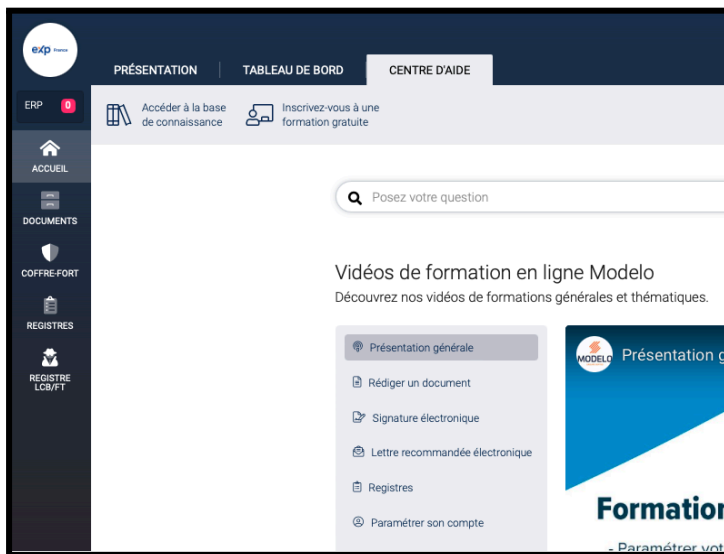 exp France
PRÉSENTATION
TABLEAU DE BORD
CENTRE D'AIDE
ERP 0
Accéder à la base
de connaissance
Inscrivez-vous à une
formation gratuite
ACCUEIL
DOCUMENTS
COFFRE-FORT
REGISTRES
REGISTRE
LCB/FT
Posez votre question
Vidéos de formation en ligne Modelo
Découvrez nos vidéos de formations générales et thématiques.
Présentation générale
Rédiger un document
Signature électronique
Lettre recommandée électronique
Registres
Paramétrer son compte
MODELO
Présentation g
Formation
- Paramétrer vot